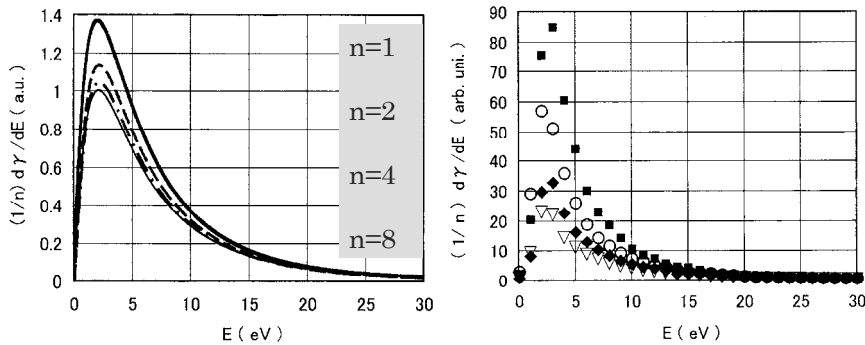 (1/n) d γ/dE ( a.u. )
1.4
1.2
1
0.8
0.6
0.4
0.2
0
n=1
n=2
n=4
n=8
0 5 10 15 20 25 30
E ( eV )
(1/n) d γ/dE ( arb. uni. )
90
80
70
60
50
40
30
20
10
0
0 5 10 15 20 25 30
E ( eV )